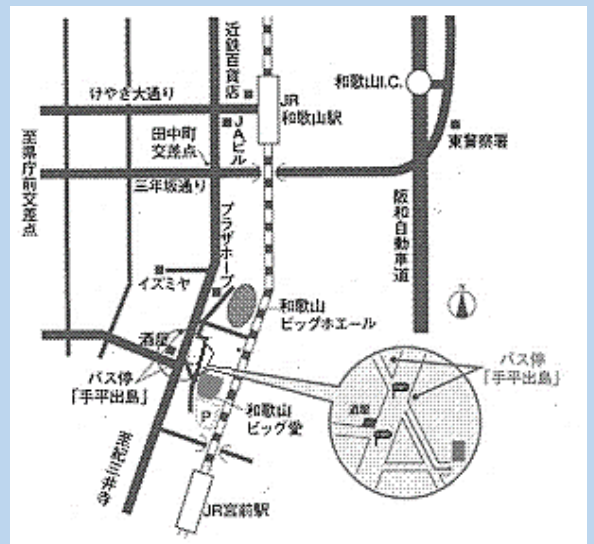 近鉄百貨店
けやき大通り
JR
和歌山駅
和歌山I.C.
JAビル
田中町
交差点
東警察署
至県庁前交差点
三年坂通り
阪和自動車道
プラザホープ
イズミヤ
和歌山
ビッグホエール
酒屋
バス停
「手平出島」
バス停
「手平出島」
酒屋
和歌山
ビッグ愛
P
至紀三井寺
JR宮前駅